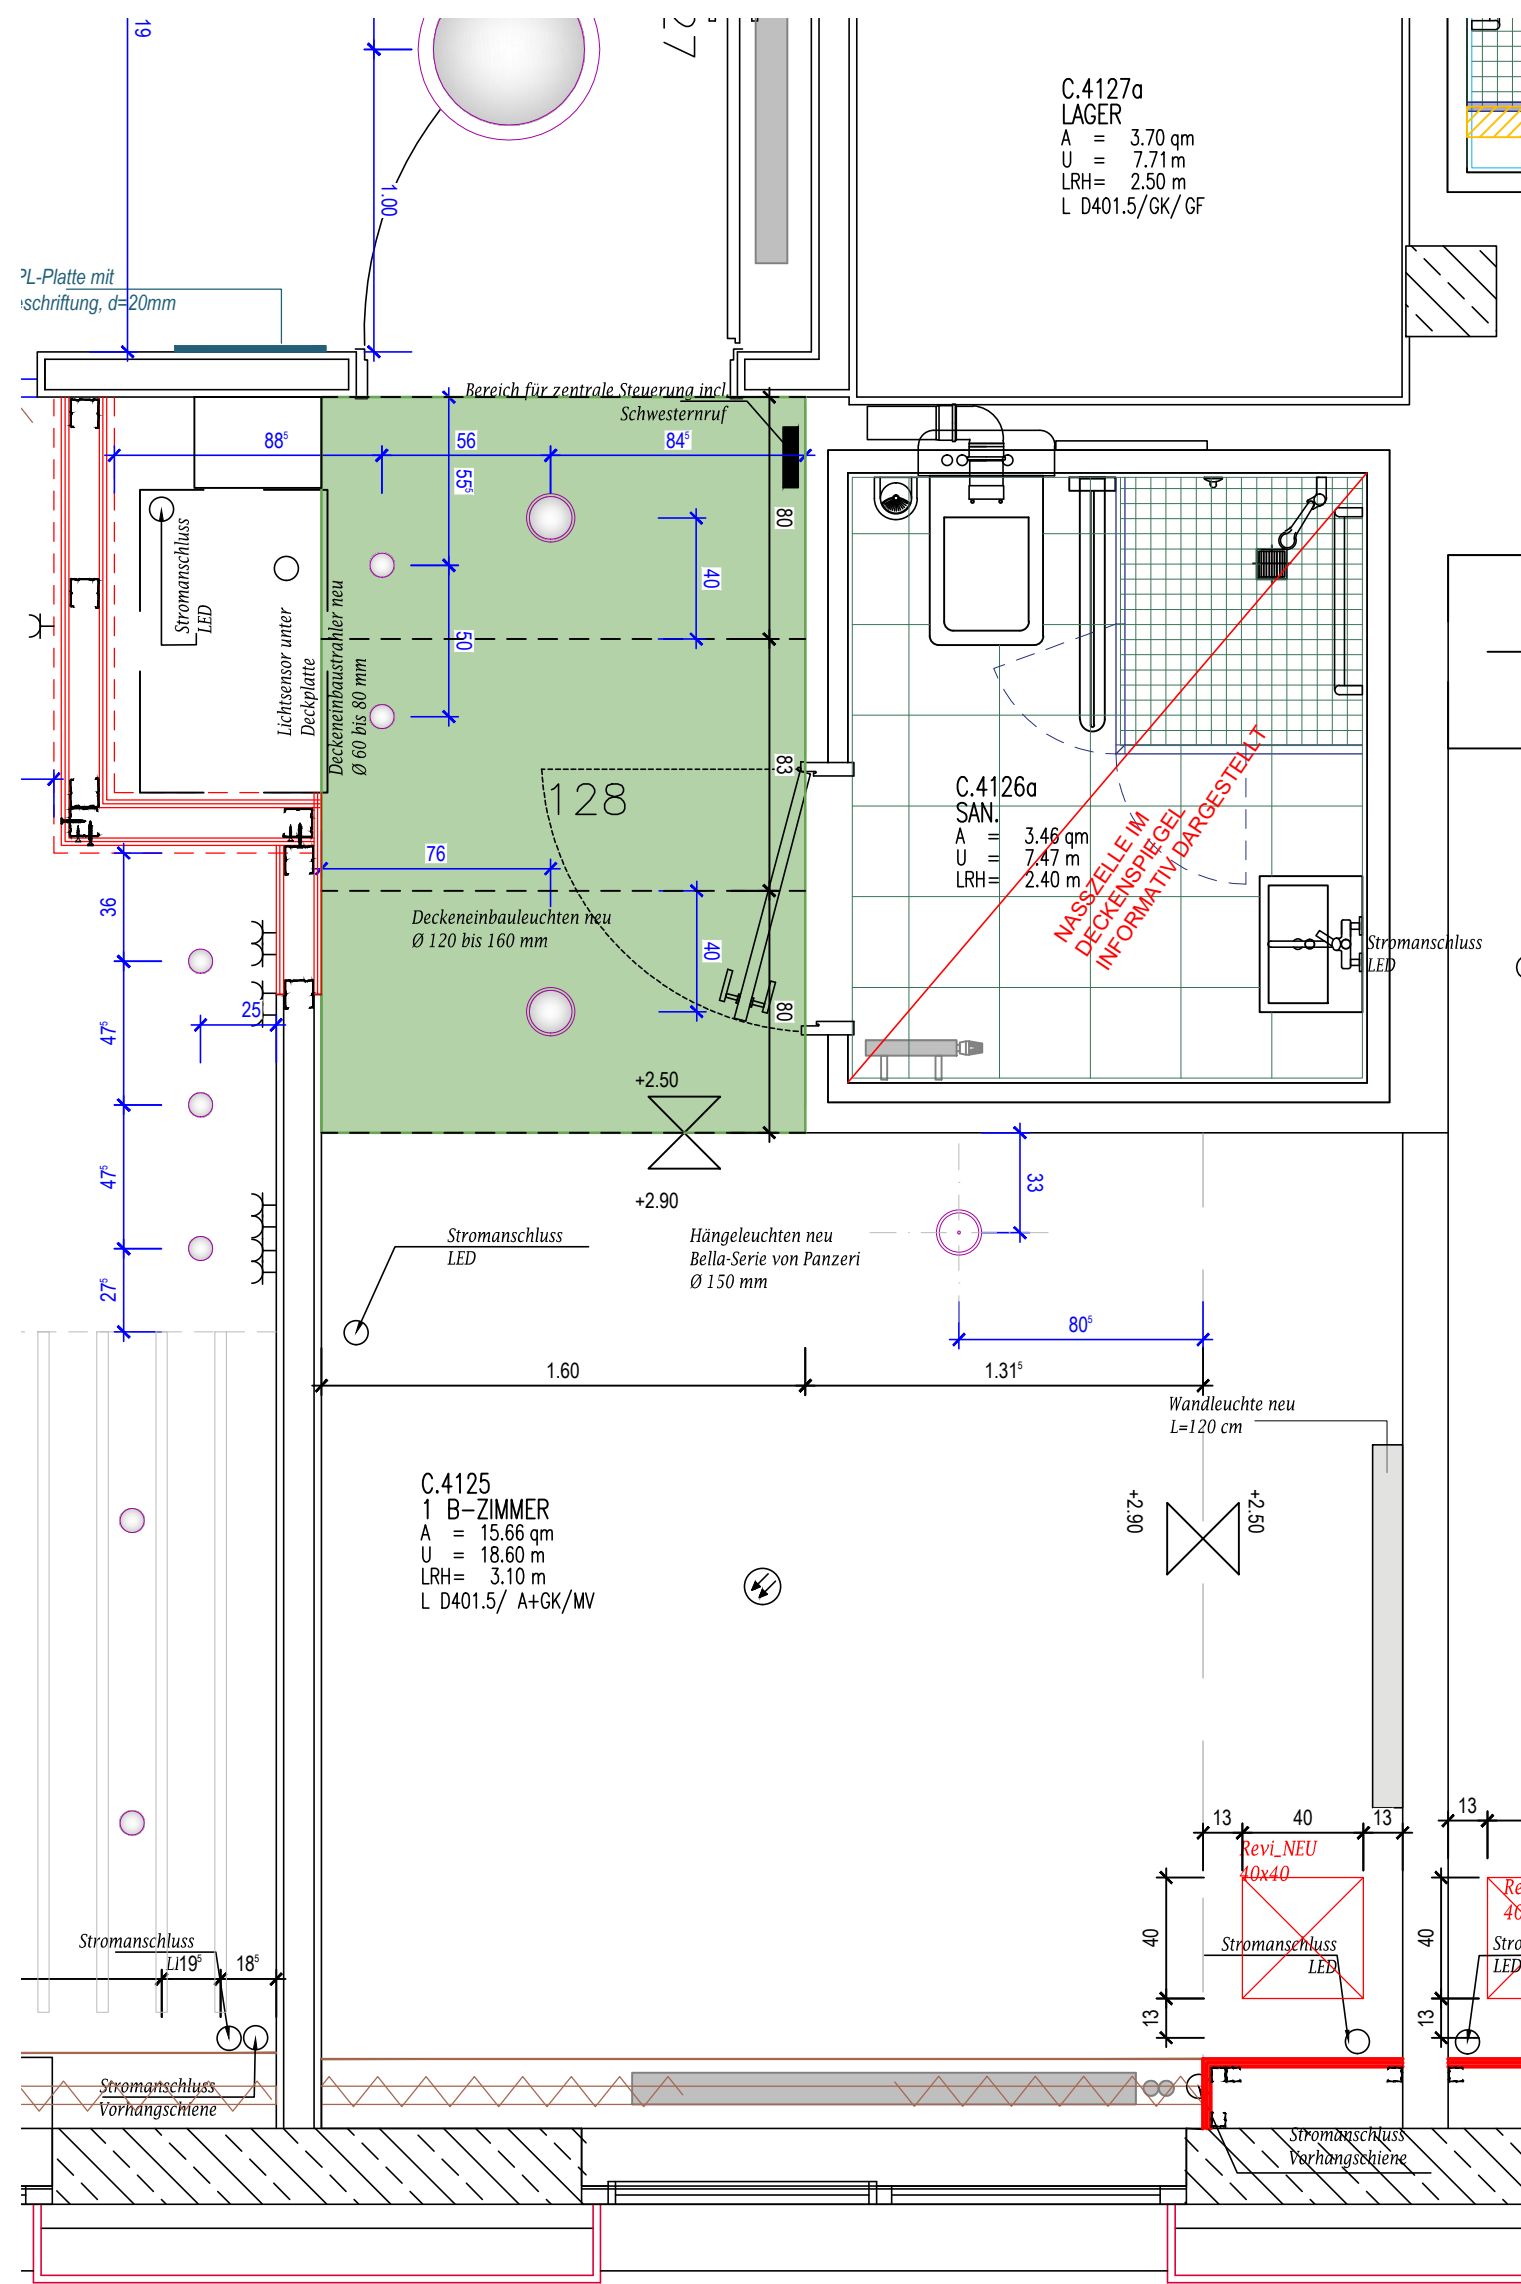 19
27
C.4127a
LAGER
A = 3.70 qm
U = 7.71 m
LRH= 2.50 m
L D401.5/GK/GF
1.00
PL-Platte mit
eschriftung, d=20mm
Bereich für zentrale Steuerung incl
Schwesternruf
88⁵
56
84⁵
55⁵
80
40
50
Stromanschluss
LED
Lichtsensor unter
Deckplatte
Deckeneinbaustrahler neu
Ø 60 bis 80 mm
83
128
C.4126a
SAN.
A = 3.46 qm
U = 7.47 m
LRH= 2.40 m
NASSZELLE IM
DECKENSPIEGEL
INFORMATIV DARGESTELLT
76
36
Deckeneinbauleuchten neu
Ø 120 bis 160 mm
40
80
Stromanschluss
LED
25
47⁵
+2.50
47⁵
33
+2.90
Stromanschluss
LED
Hängeleuchten neu
Bella-Serie von Panzeri
Ø 150 mm
27⁵
80⁵
1.60
1.31⁵
Wandleuchte neu
L=120 cm
C.4125
1 B-ZIMMER
A = 15.66 qm
U = 18.60 m
LRH= 3.10 m
L D401.5/ A+GK/MV
+2.90
+2.50
13
40
13
13
Revi_NEU
40x40
Re
40
40
40
Stromanschluss
LED
Stro
LED
Stromanschluss
19⁵
18⁵
13
13
Stromanschluss
Vorhangschiene
Stromanschluss
Vorhangschiene